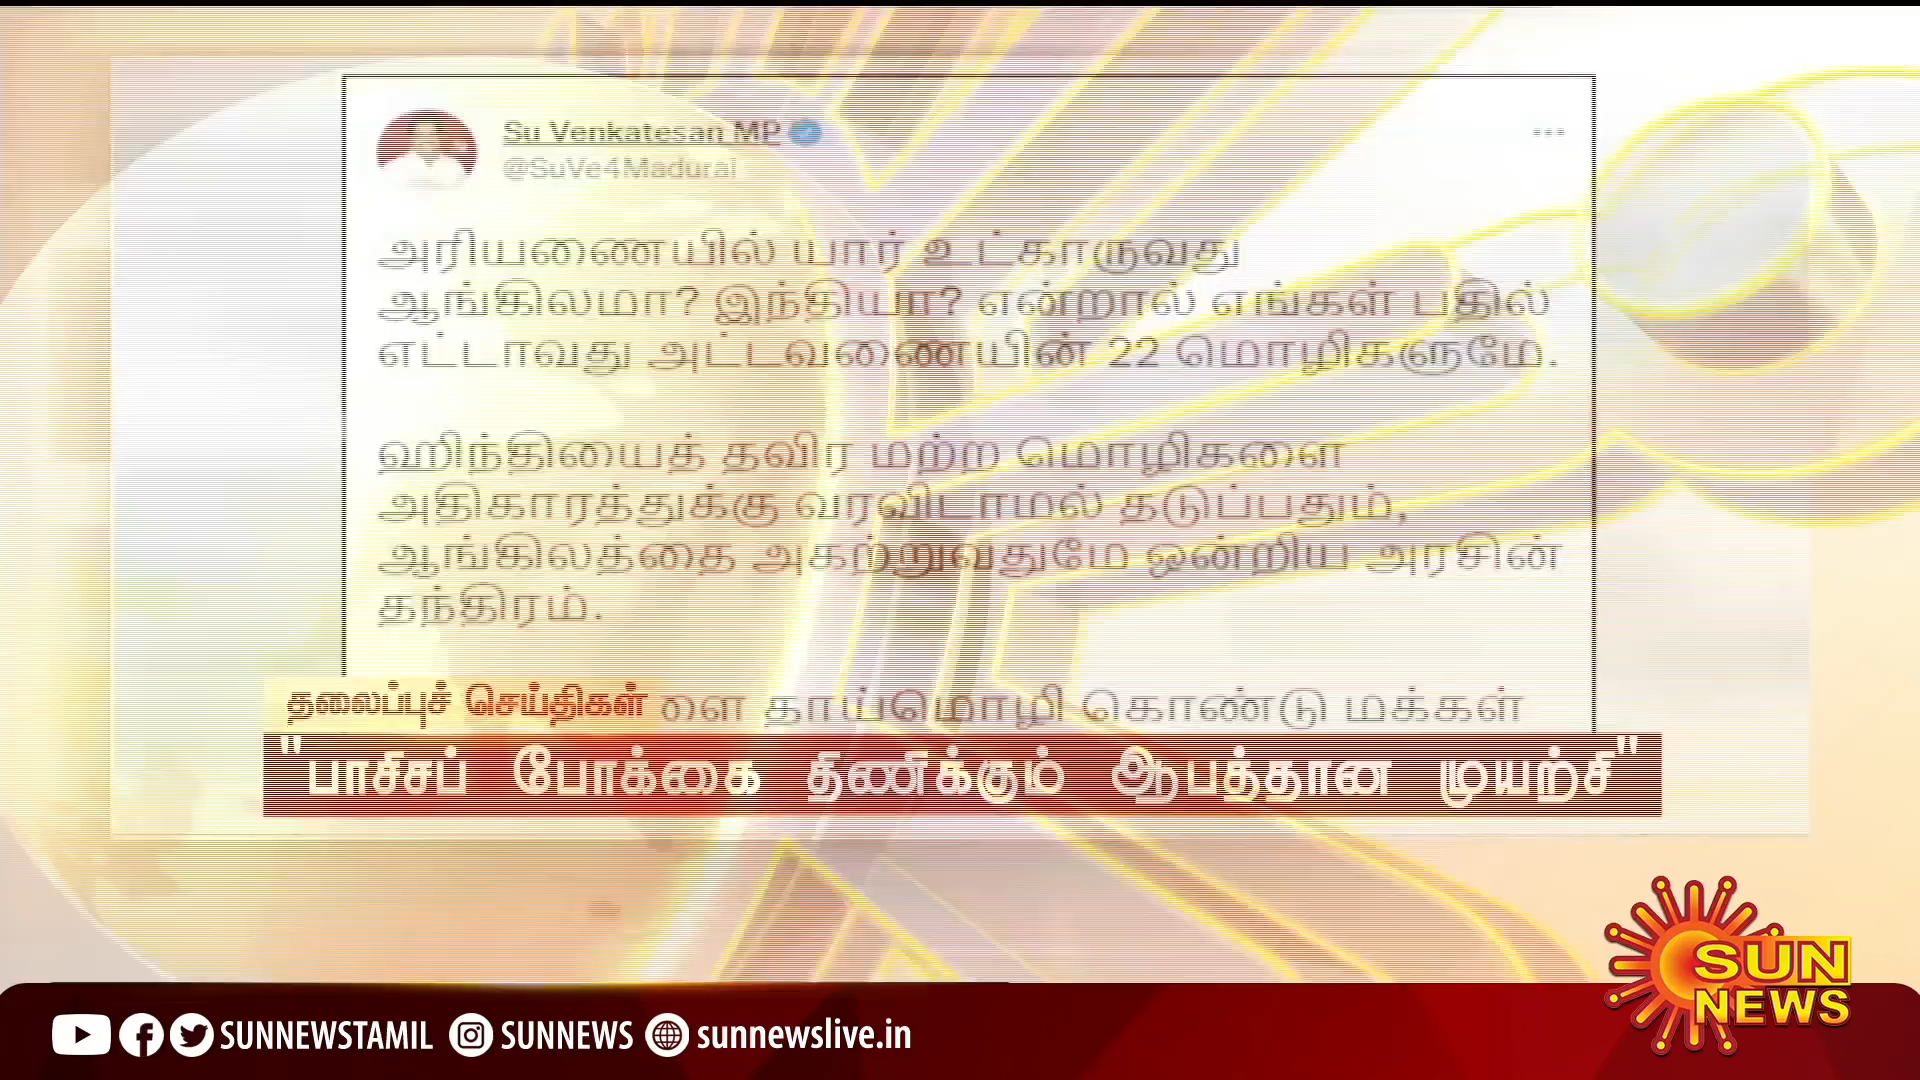 Su Venkatesan MP
@SuVe4Madurai
அரியணையில் யார் உட்காருவது
ஆங்கிலமா? இந்தியா? என்றால் எங்கள் பதில்
எட்டாவது அட்டவணையின் 22 மொழிகளுமே.
ஹிந்தியைத் தவிர மற்ற மொழிகளை
அதிகாரத்துக்கு வரவிடாமல் தடுப்பதும்,
ஆங்கிலத்தை அகற்றுவதுமே ஒன்றிய அரசின்
தந்திரம்.
தலைப்புச் செய்திகள்
ளை தாய்மொழி கொண்டு மக்கள்
"பாசிசப் போக்கை திணிக்கும் ஆபத்தான முயற்சி"
SUN
NEWS
SUNNEWSTAMIL SUNNEWS sunnewslive.in